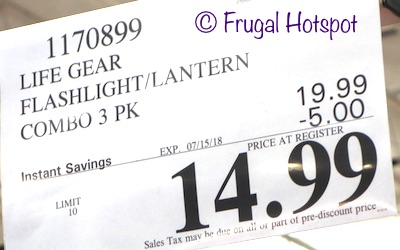 © Frugal Hotspot
1170899
LIFE GEAR
FLASHLIGHT/LANTERN
COMBO 3 PK
19.99
-5.00
Instant Savings
EXP. 07/15/18
PRICE AT REGISTER
LIMIT
10
14.99
Sales Tax may be due on all or part of pre-discount price